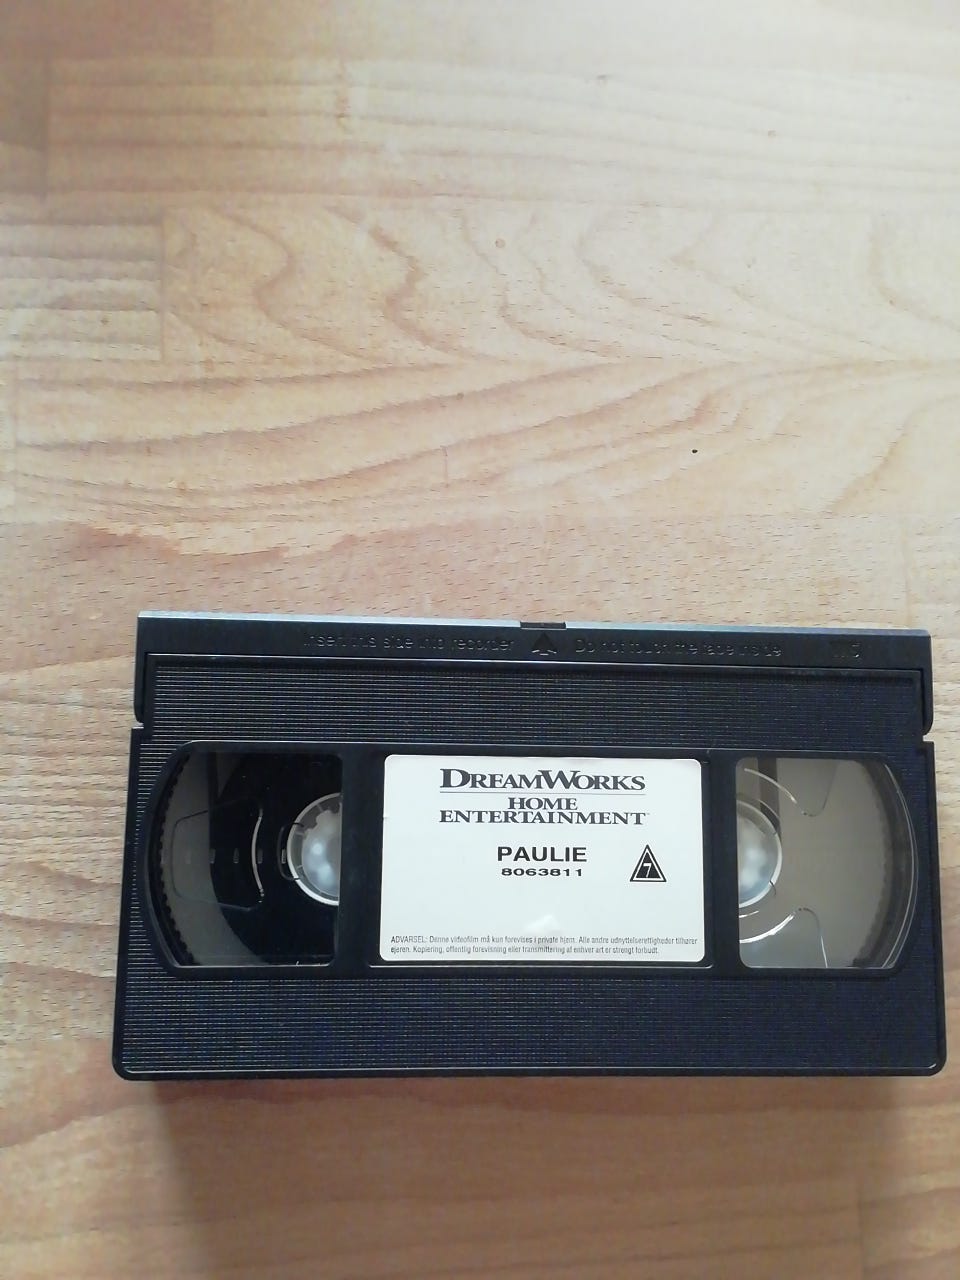 Insert this side into recorder Do not touch the tape inside
DREAMWORKS
HOME
ENTERTAINMENT™
PAULIE
8063811
7
ADVARSEL: Denne videofilm må kun forevises i private hjem. Alle andre udnyttelserettigheder tilhører
ejeren. Kopiering, offentlig forevisning eller transmittering af enhver art er strengt forbudt.